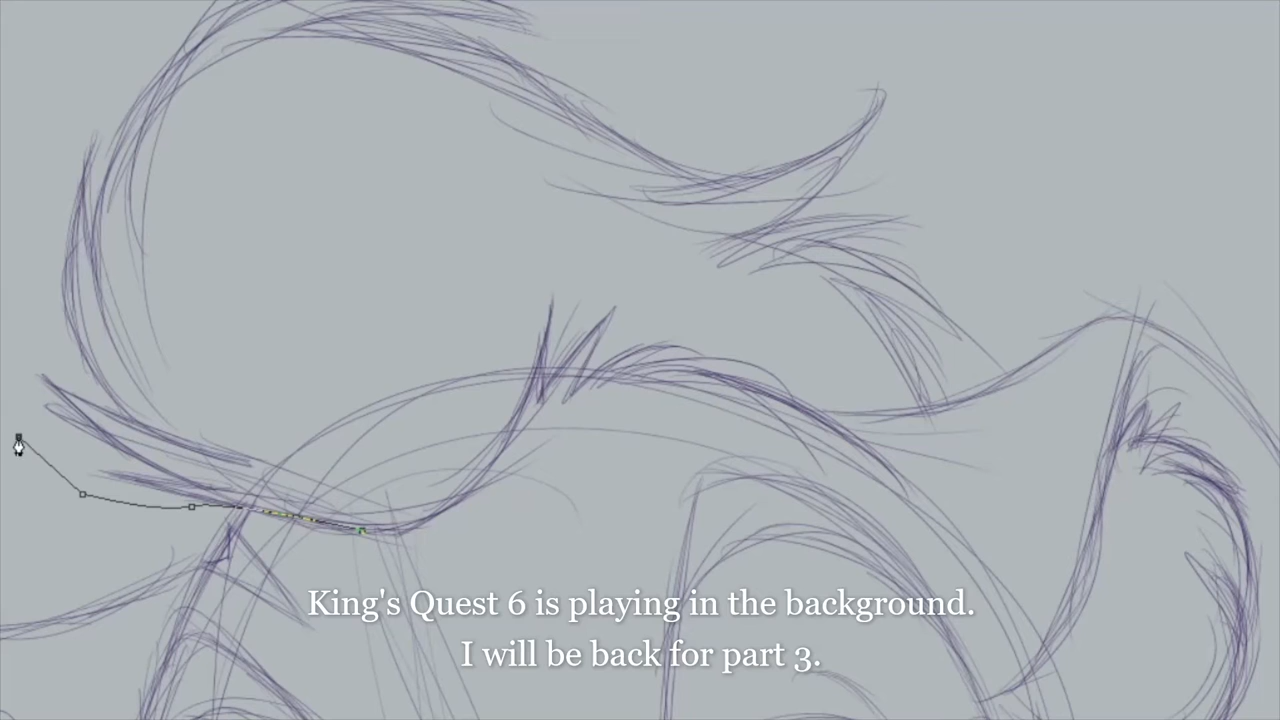 King's Quest 6 is playing in the background.
I will be back for part 3.